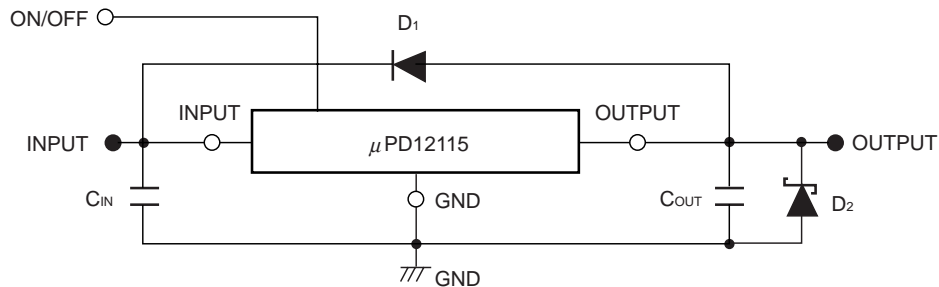 ON/OFF
D1
INPUT
OUTPUT
INPUT
μPD12115
OUTPUT
CIN
GND
COUT
D2
GND